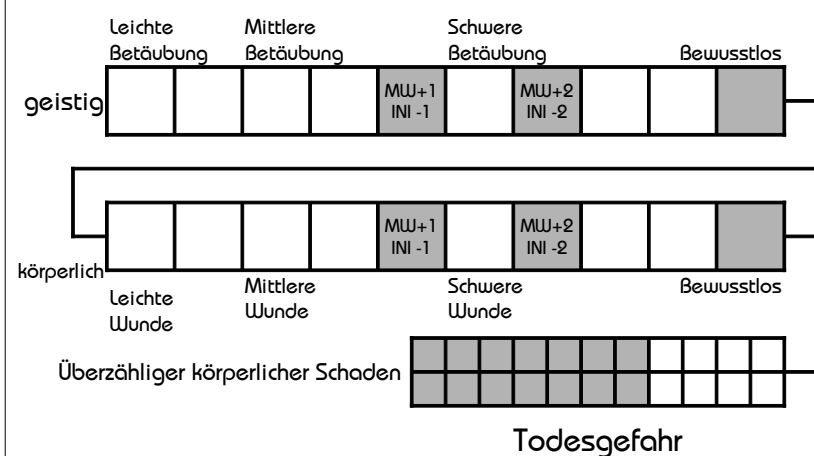 Leichte Mittlere Schwere
Betäubung Betäubung Betäubung Bewusstlos
geistig MW+1 MW+2
INI -1 INI -2
körperlich MW+1 MW+2
INI -1 INI -2
Leichte Mittlere Schwere Bewusstlos
Wunde Wunde Wunde
Überzähliger körperlicher Schaden
Todesgefahr